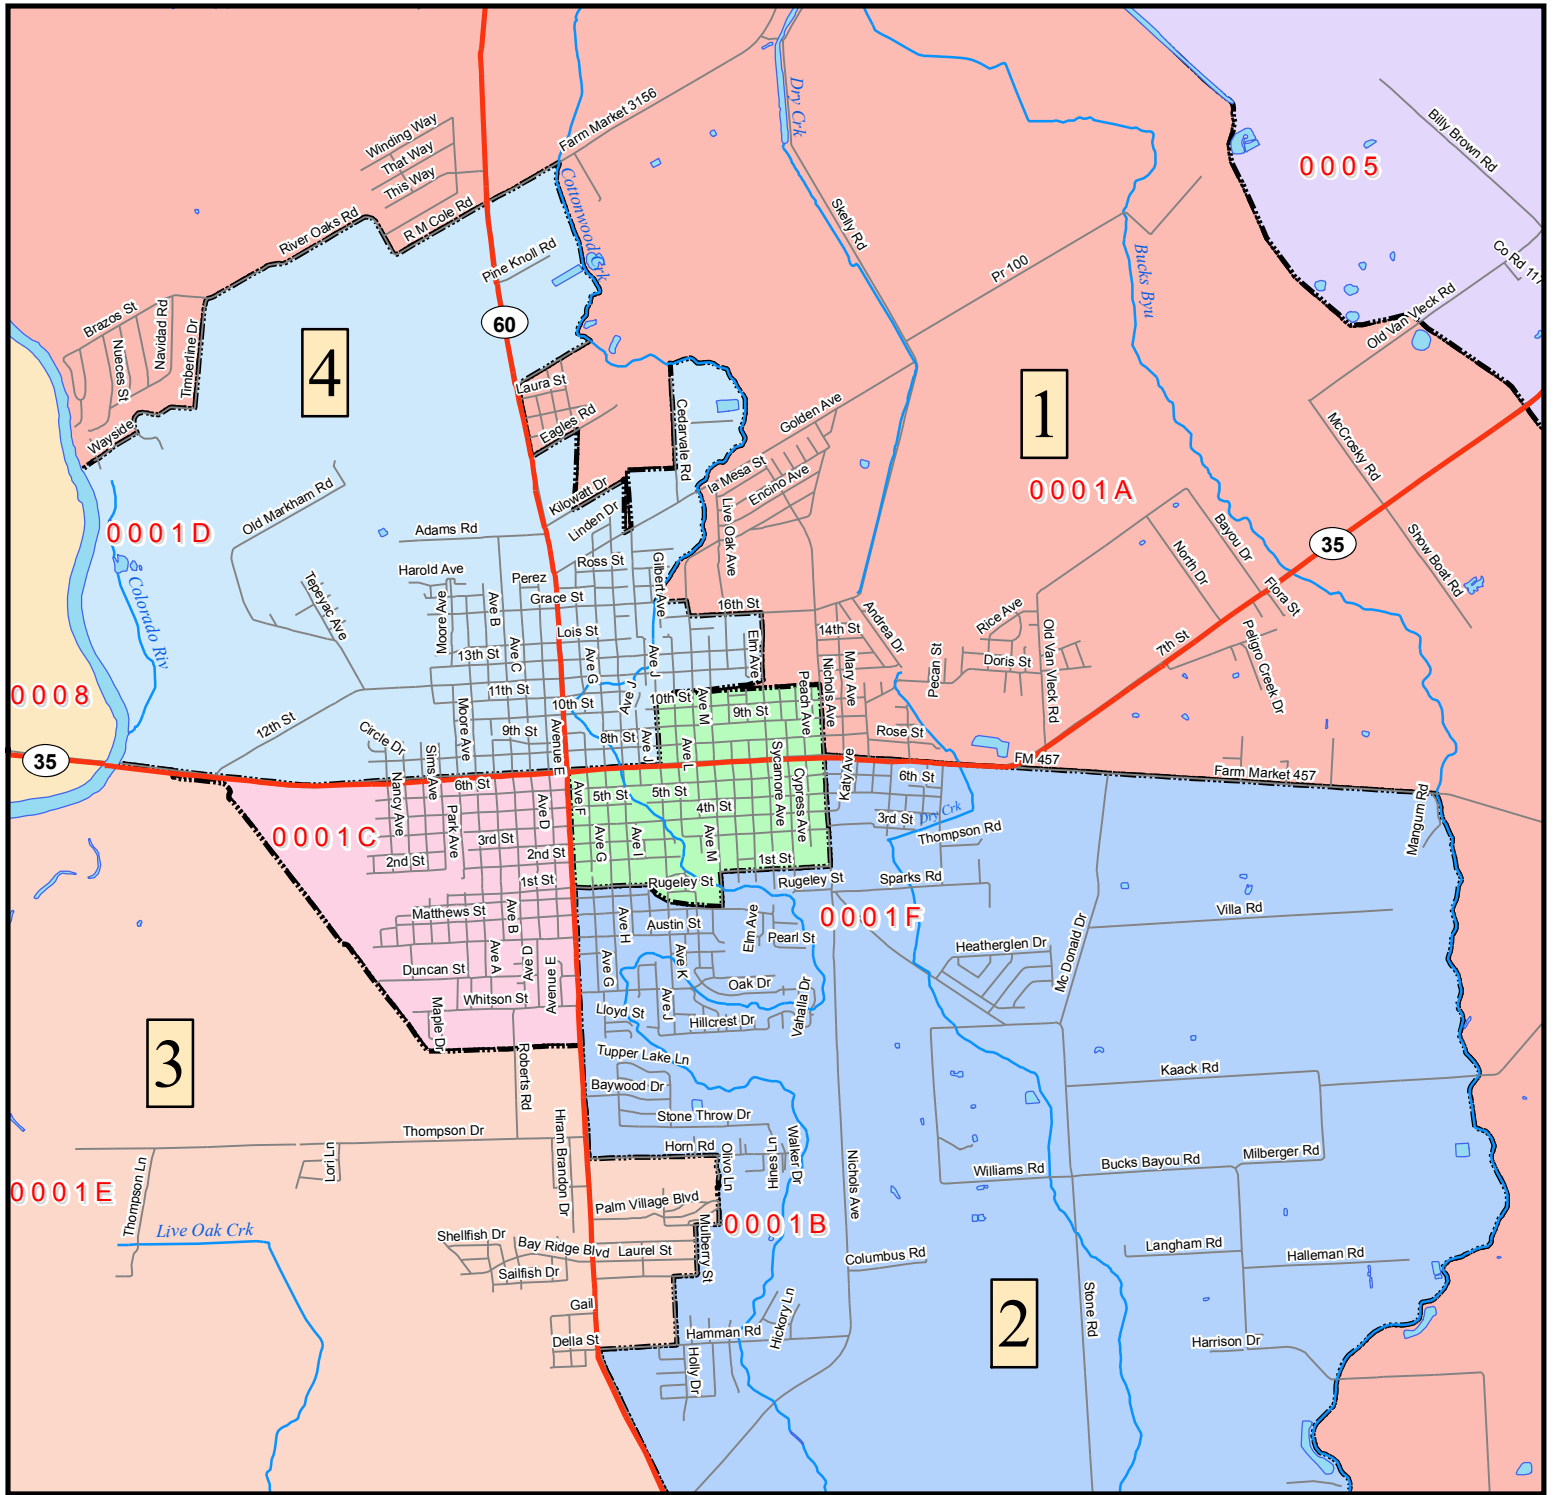 Winding Way
That Way
This Way
R M Cole Rd
River Oaks Rd
Farm Market 3156
Cottonwood Crk
Dry Crk
Skelly Rd
Pr 100
Bucks Byu
0005
Billy Brown Rd
Co Rd 117
Old Van Vleck Rd
Pine Knoll Rd
60
Brazos St
Nueces St
Navidad Rd
Timberline Dr
Wayside
4
Laura St
Eagles Rd
Cedarvale Rd
Golden Ave
la Mesa St
Encino Ave
Live Oak Ave
1
0001A
McCrosky Rd
Show Boat Rd
35
0001D
Old Markham Rd
Adams Rd
Kilowatt Dr
Linden Dr
Colorado Riv
Tepeyac Ave
Harold Ave
Perez
Ross St
Gilbert Ave
Grace St
Moore Ave
Ave B
Ave C
Lois St
13th St
Ave G
Ave J
16th St
Elm Ave
14th St
Andrea Dr
Rice Ave
Doris St
Pecan St
Old Van Vleck Rd
North Dr
Bayou Dr
Flora St
7th St
Peligro Creek Dr
0008
11th St
10th St
Ave J
10th St
Ave M
9th St
Peach Ave
Nichols Ave
Mary Ave
12th St
Circle Dr
Moore Ave
9th St
Avenue E
8th St
Ave J
Ave L
Sycamore Ave
Rose St
FM 457
Farm Market 457
35
Sims Ave
Nancy Ave
6th St
Ave D
Ave F
5th St
5th St
4th St
Cypress Ave
Katy Ave
6th St
3rd St
Dry Crk
Thompson Rd
Mangum Rd
0001C
Park Ave
3rd St
2nd St
2nd St
1st St
Ave G
Ave I
Ave M
1st St
Rugeley St
Rugeley St
Sparks Rd
0001F
Villa Rd
Matthews St
Ave B
Ave H
Austin St
Elm Ave
Pearl St
Heatherglen Dr
Mc Donald Dr
Duncan St
Ave A
Ave D
Avenue E
Ave G
Ave K
Oak Dr
Whitson St
Maple Dr
Lloyd St
Ave J
Hillcrest Dr
Vahalla Dr
3
Roberts Rd
Tupper Lake Ln
Baywood Dr
Stone Throw Dr
Kaack Rd
Thompson Dr
Hiram Brandon Dr
Horn Rd
Olivo Ln
Hines Ln
Walker Dr
Nichols Ave
Williams Rd
Bucks Bayou Rd
Milberger Rd
0001E
Thompson Ln
Lori Ln
Live Oak Crk
Palm Village Blvd
0001B
Shellfish Dr
Bay Ridge Blvd
Laurel St
Mulberry St
Sailfish Dr
Columbus Rd
Langham Rd
Halleman Rd
Gail
Della St
Hamman Rd
Hickory Ln
Holly Dr
2
Stone Rd
Harrison Dr